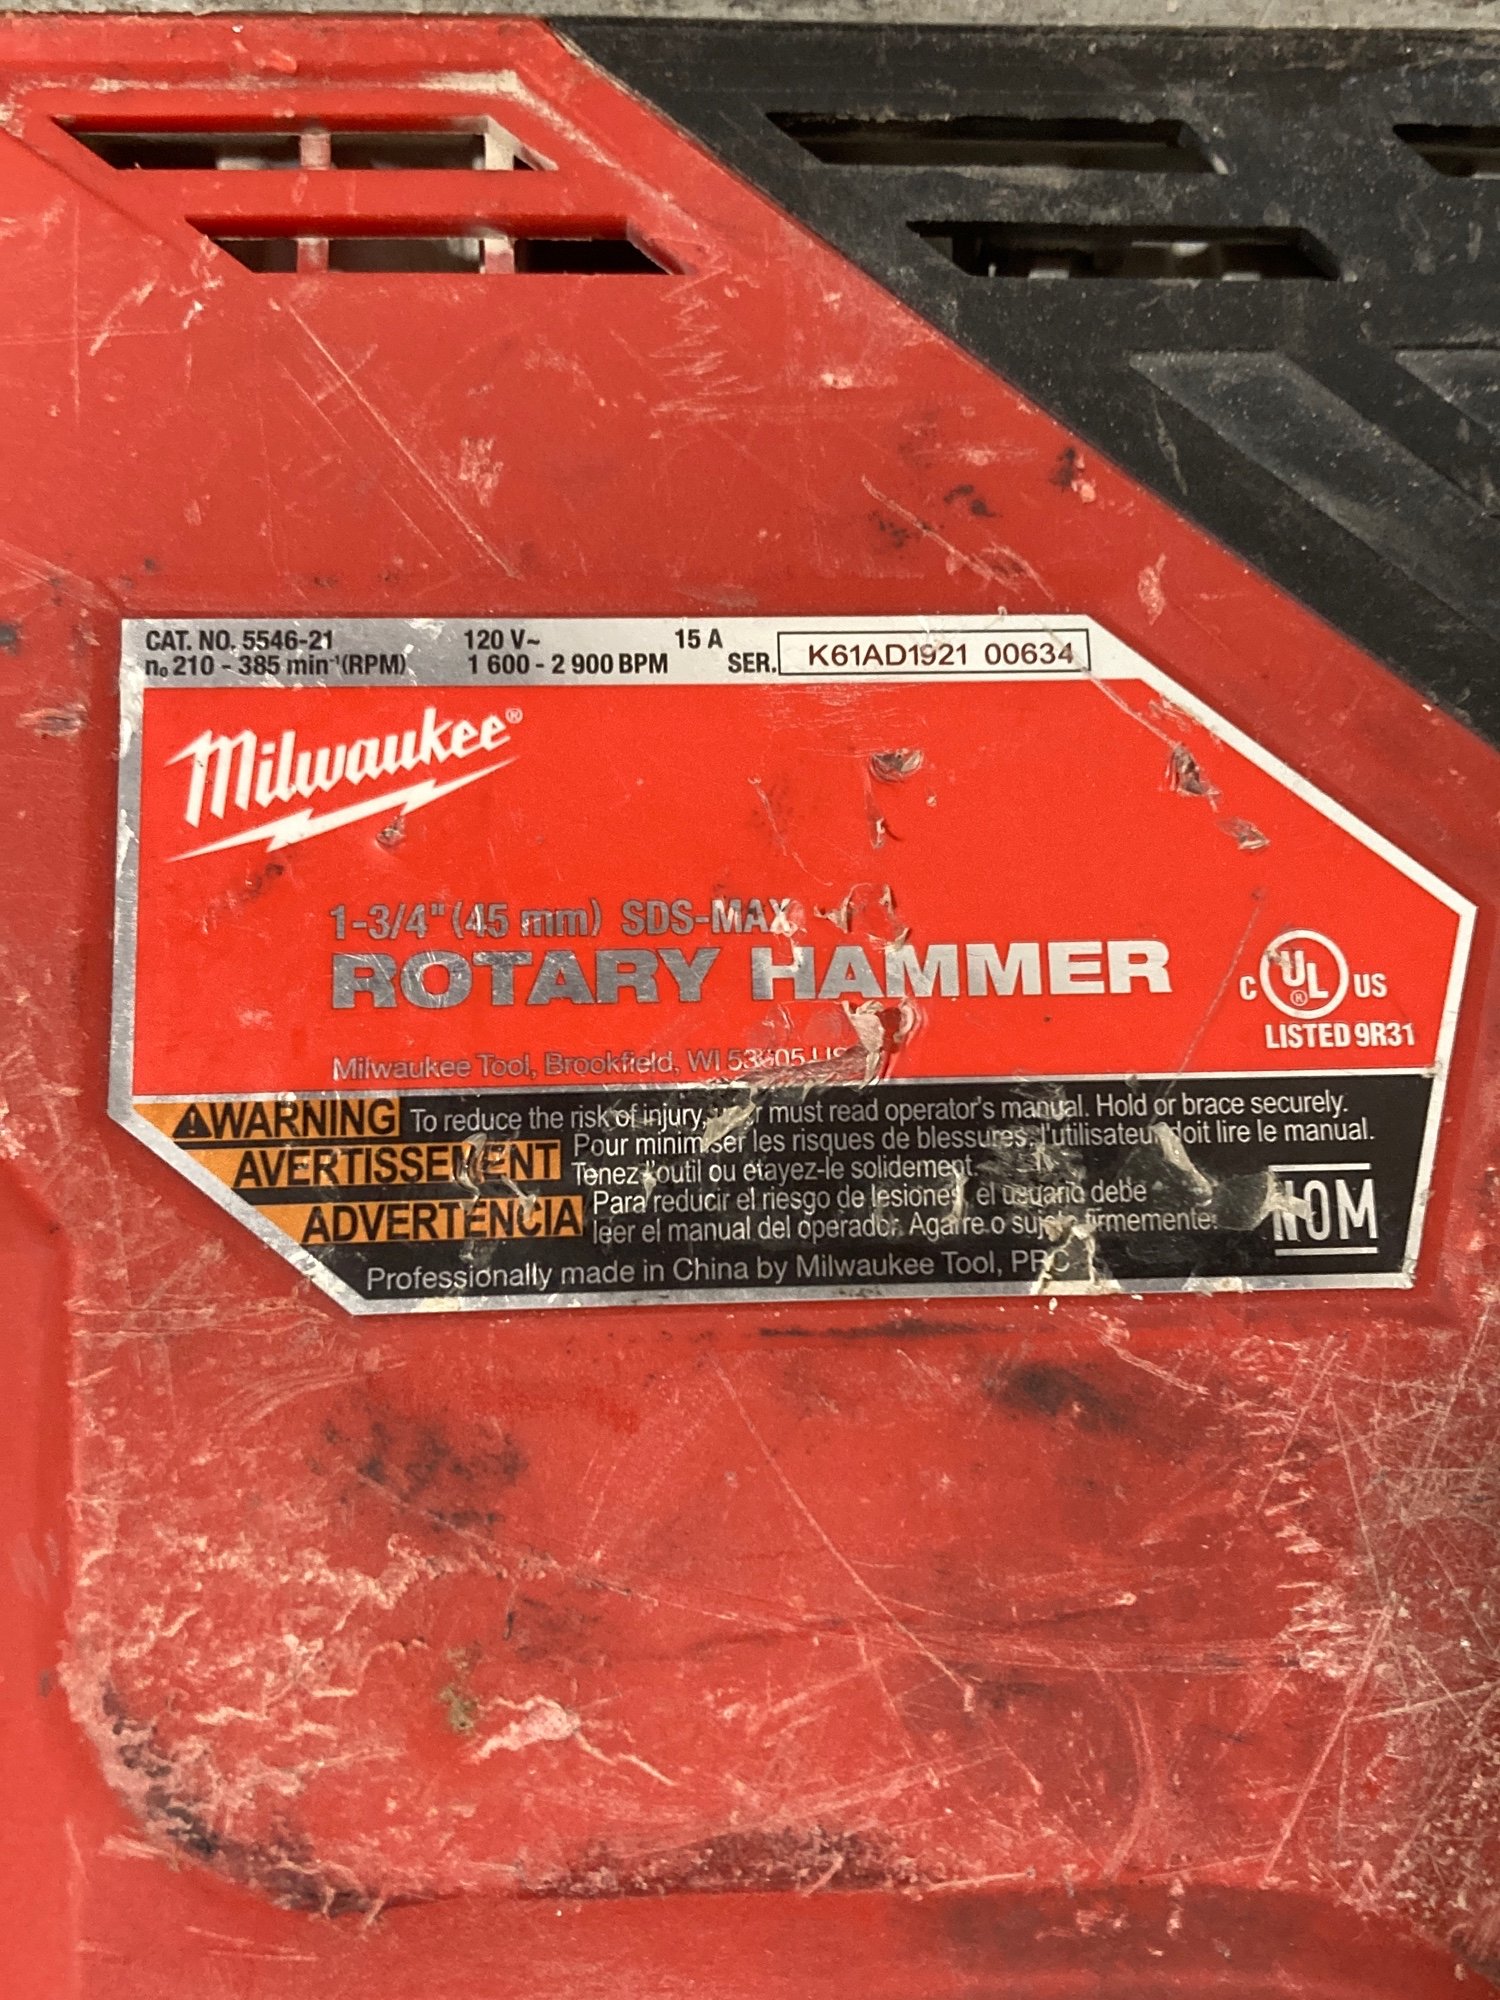 CAT. NO. 5546-21 120 V~ 15 A
n₀ 210 - 385 min⁻¹(RPM) 1 600 - 2 900 BPM SER. K61AD1921 00634
Milwaukee®
1-3/4" (45 mm) SDS-MAX
ROTARY HAMMER
C UL® US
LISTED 9R31
Milwaukee Tool, Brookfield, WI
WARNING To reduce the risk of injury, must read operator's manual. Hold or brace securely.
AVERTISSEMENT Pour minimiser les risques de blessures, l'utilisateur doit lire le manual.
Tenez l'outil ou étayez-le solidement.
ADVERTENCIA Para reducir el riesgo de lesiones, el usuario debe
leer el manual del operador. Agarre o sujete firmemente.
NOM
Professionally made in China by Milwaukee Tool, PRC